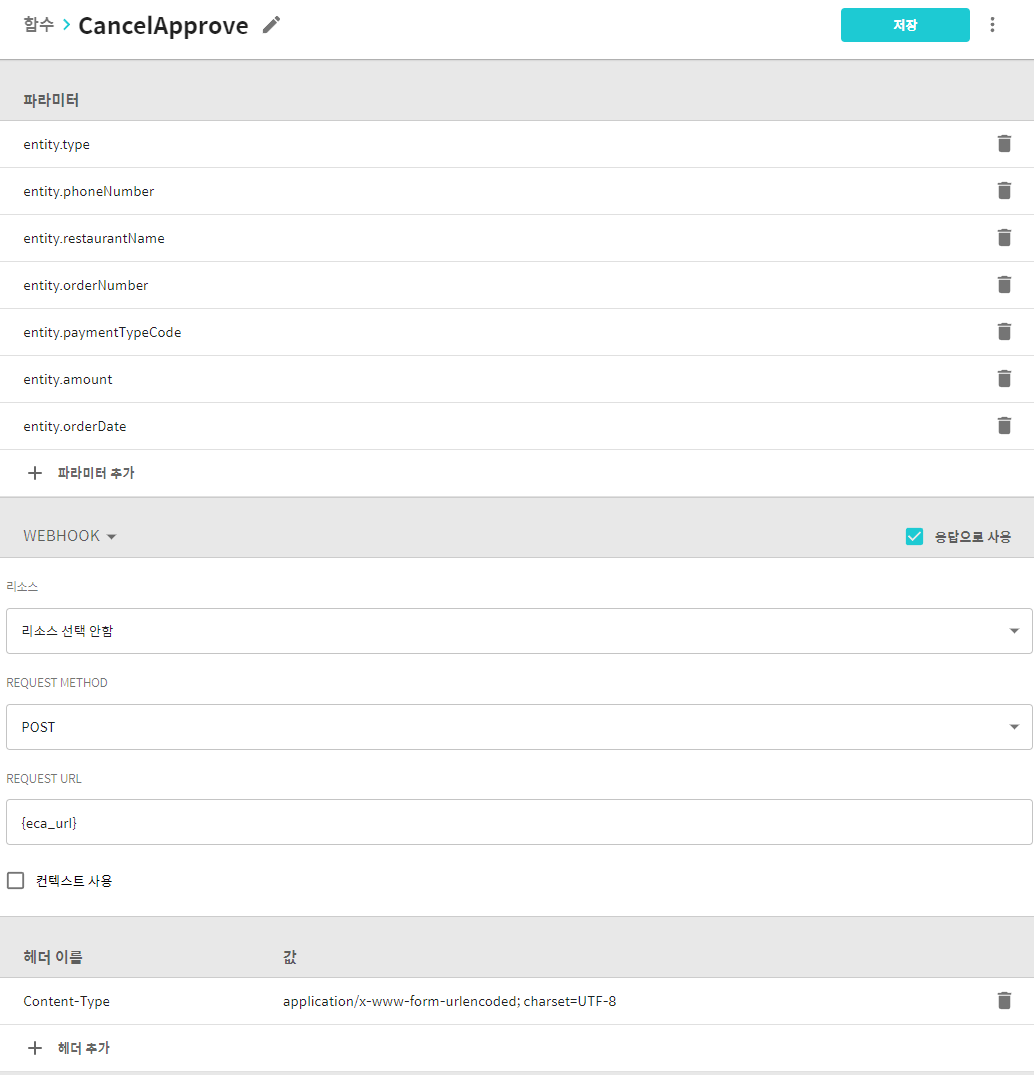 함수 > CancelApprove 저장
파라미터
entity.type
entity.phoneNumber
entity.restaurantName
entity.orderNumber
entity.paymentTypeCode
entity.amount
entity.orderDate
파라미터 추가
WEBHOOK 응답으로 사용
리소스
리소스 선택 안함
REQUEST METHOD
POST
REQUEST URL
{eca_url}
컨텍스트 사용
헤더 이름 값
Content-Type application/x-www-form-urlencoded; charset=UTF-8
헤더 추가